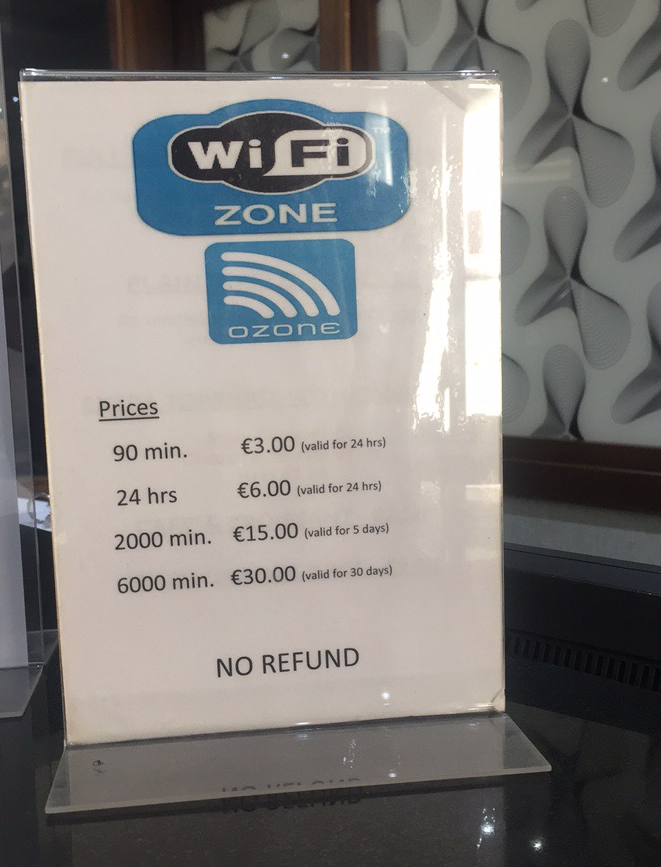 WiFi™
ZONE
ozone
Prices
90 min. €3.00 (valid for 24 hrs)
24 hrs €6.00 (valid for 24 hrs)
2000 min. €15.00 (valid for 5 days)
6000 min. €30.00 (valid for 30 days)
NO REFUND